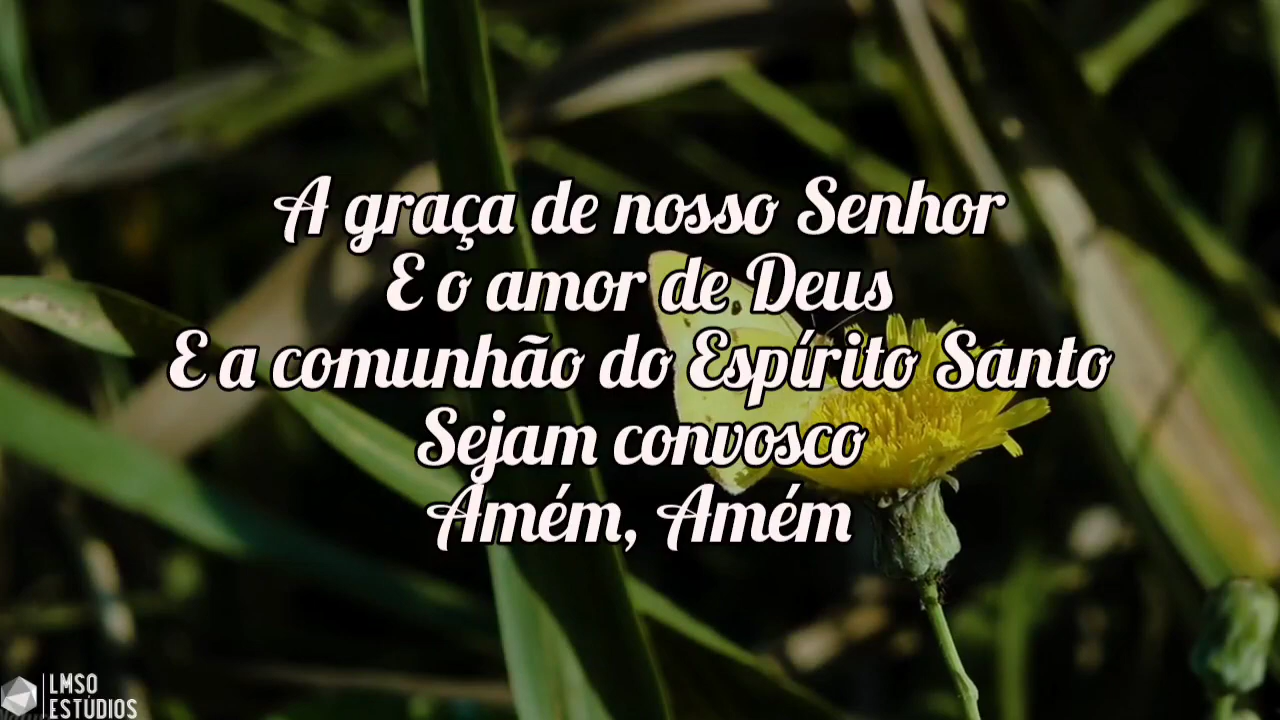 A graça de nosso Senhor
E o amor de Deus
E a comunhão do Espírito Santo
Sejam convosco
Amém, Amém
LMSO
ESTÚDIOS